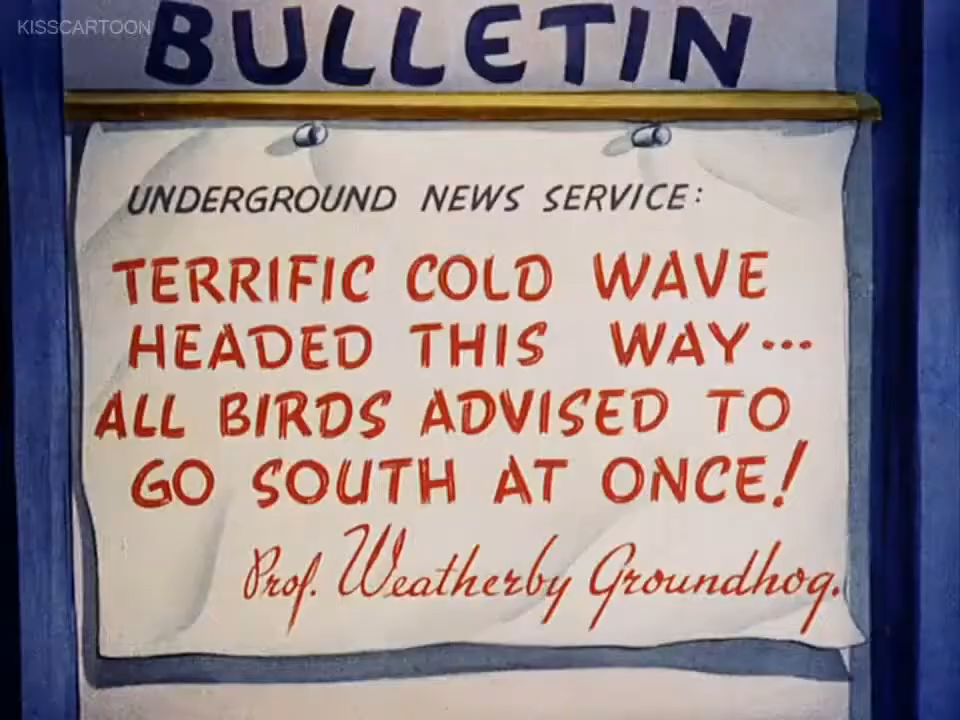 KISSCARTOON
BULLETIN
UNDERGROUND NEWS SERVICE:
TERRIFIC COLD WAVE
HEADED THIS WAY...
ALL BIRDS ADVISED TO
GO SOUTH AT ONCE!
Prof. Weatherby Groundhog.